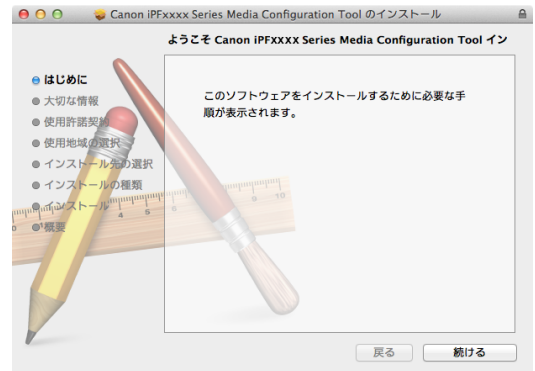 Canon iPFxxxx Series Media Configuration Tool のインストール
ようこそ Canon iPFxxxx Series Media Configuration Tool イン
はじめに
大切な情報
使用許諾契約
使用地域の選択
インストール先の選択
インストールの種類
インストール
概要
このソフトウェアをインストールするために必要な手
順が表示されます。
4 5 6 9 10
戻る 続ける